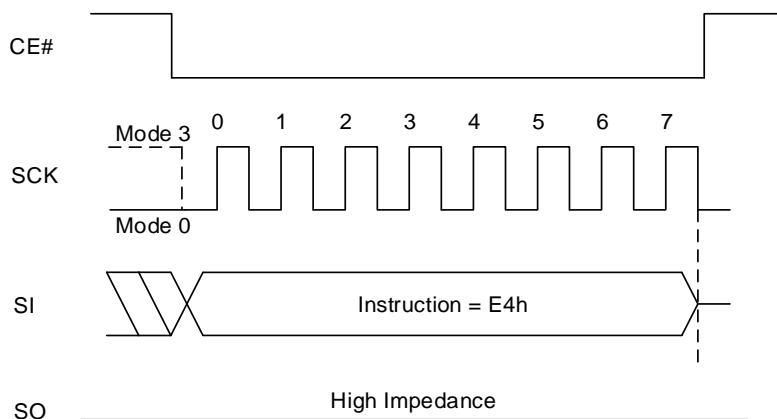 CE#
Mode 3
0 1 2 3 4 5 6 7
SCK
Mode 0
SI
Instruction = E4h
SO
High Impedance